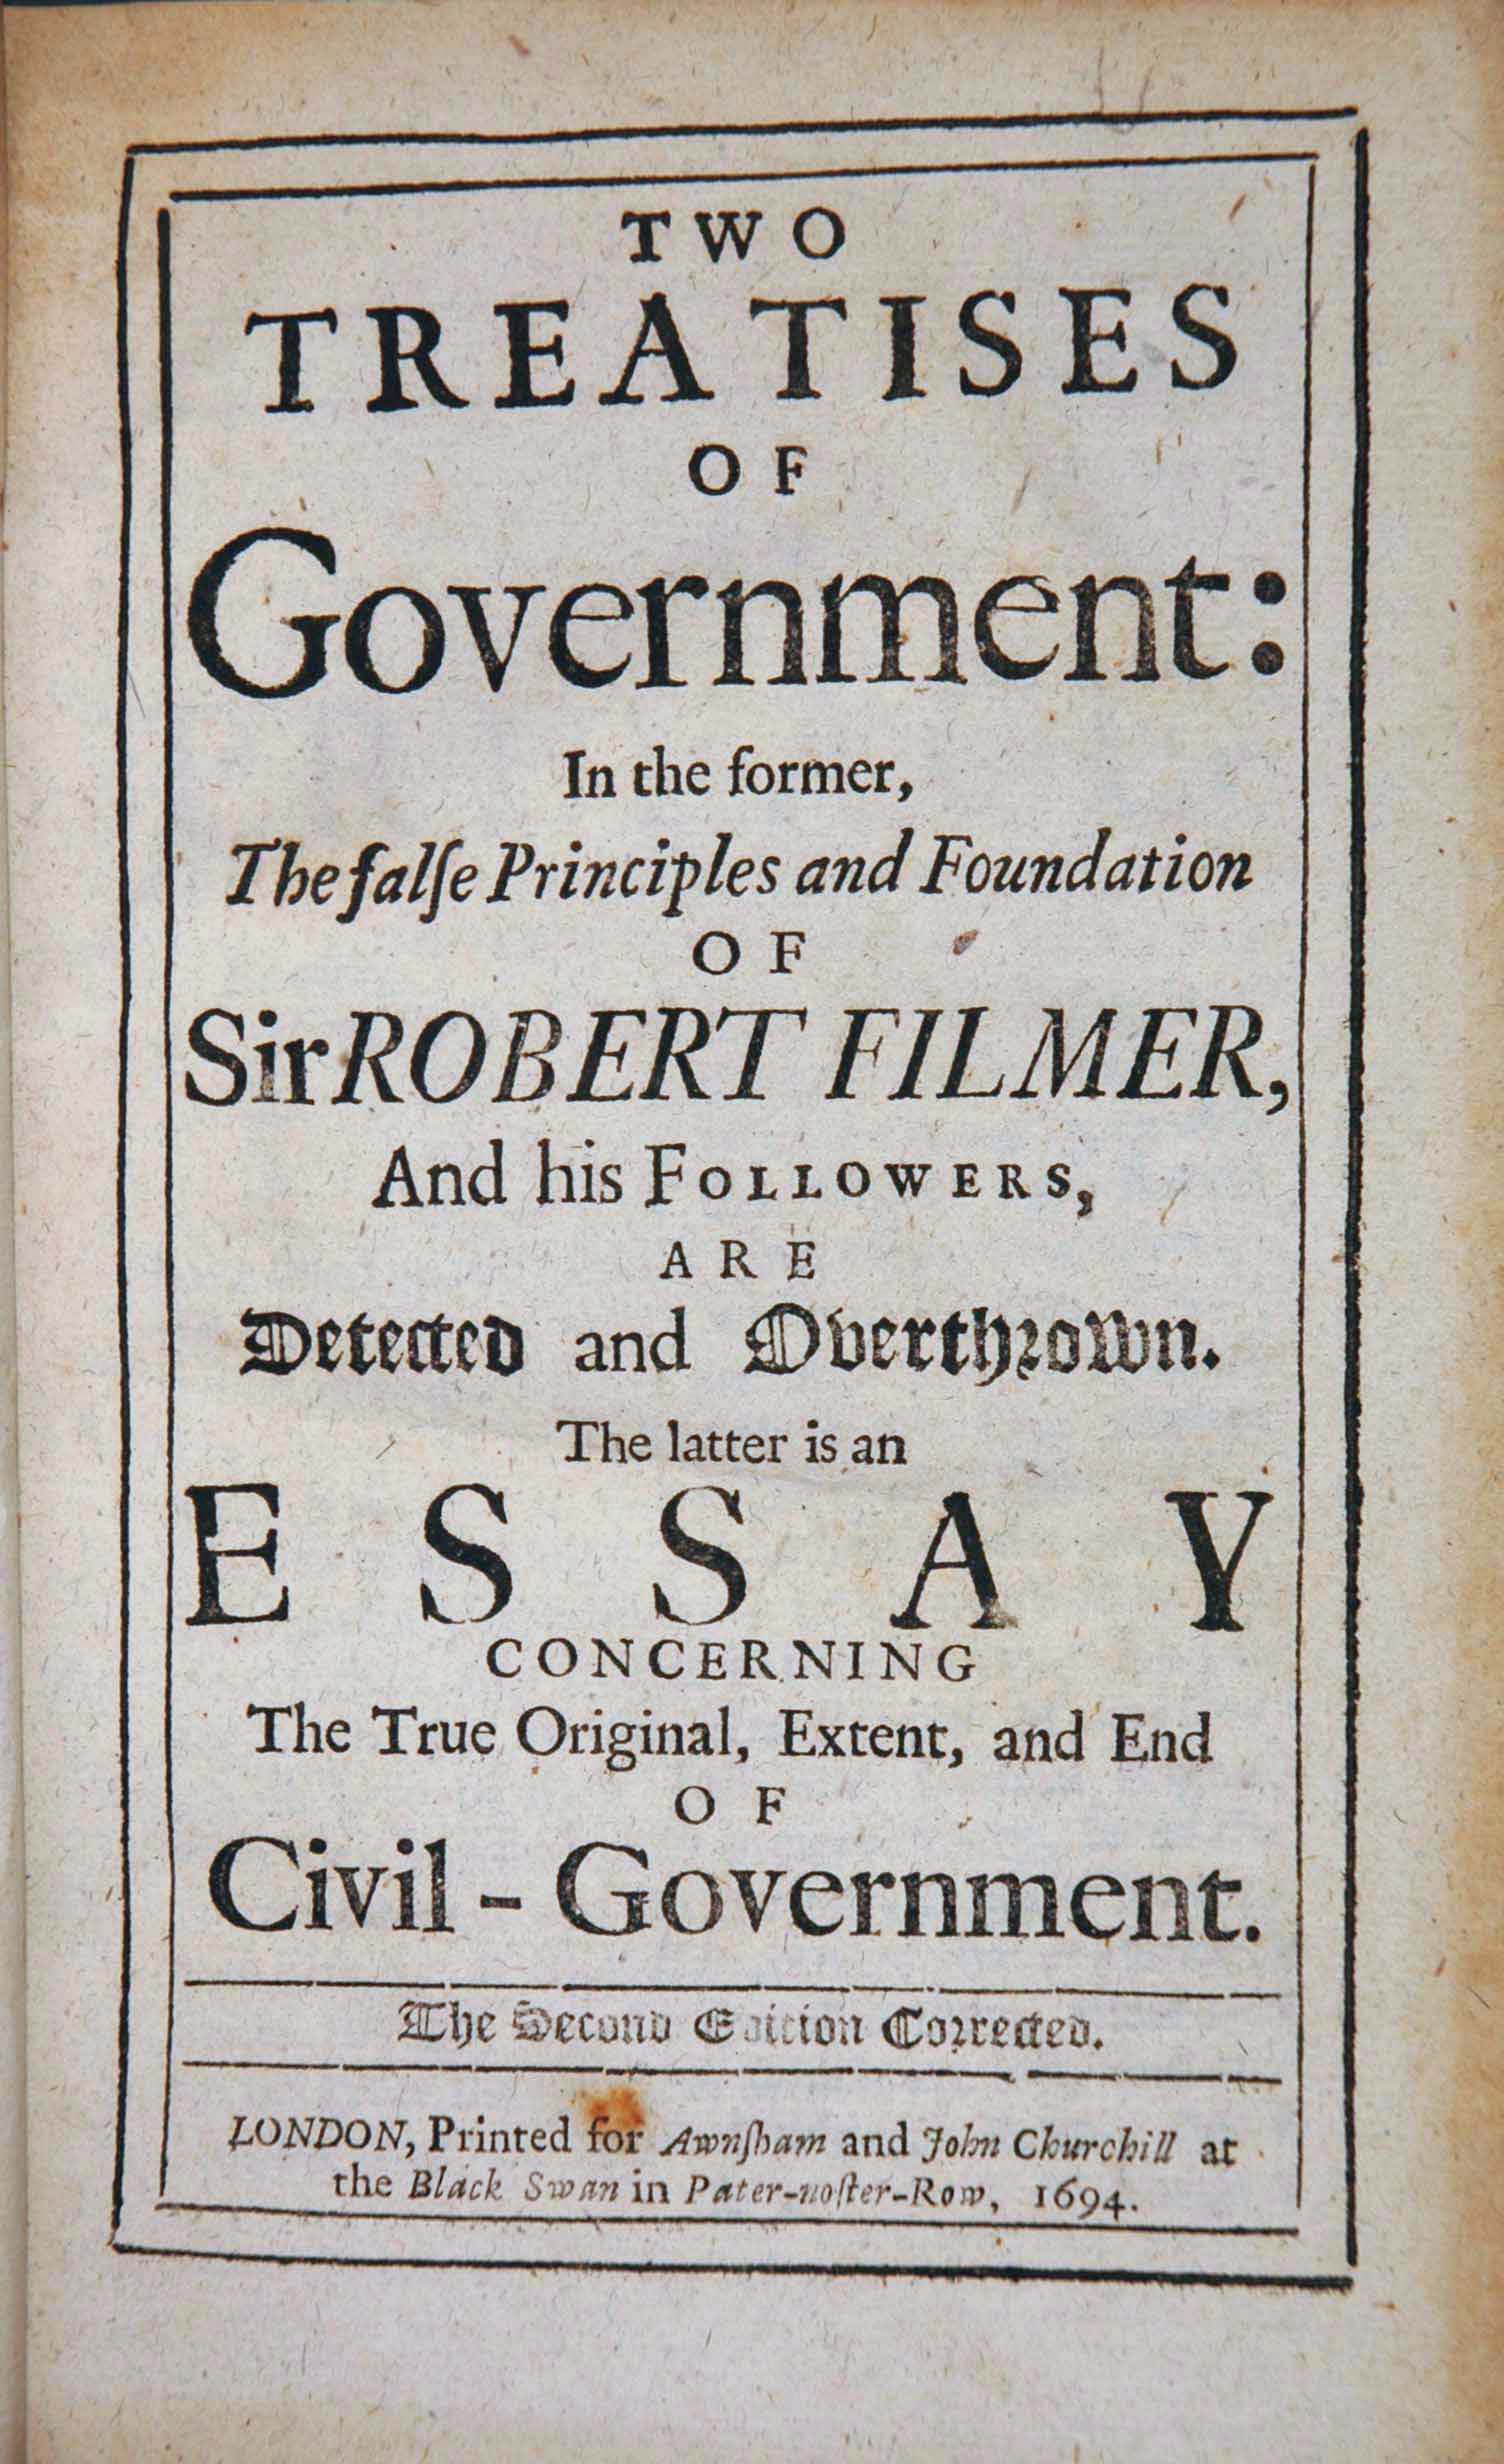 TWO
TREATISES
OF
Government:
In the former,
The falſe Principles and Foundation
OF
Sir ROBERT FILMER,
And his FOLLOWERS,
ARE
Detected and Overthrown.
The latter is an
ESSAY
CONCERNING
The True Original, Extent, and End
OF
Civil-Government.
The Second Edition Corrected.
LONDON, Printed for Awnſham and John Churchill at
the Black Swan in Pater-noſter-Row, 1694.